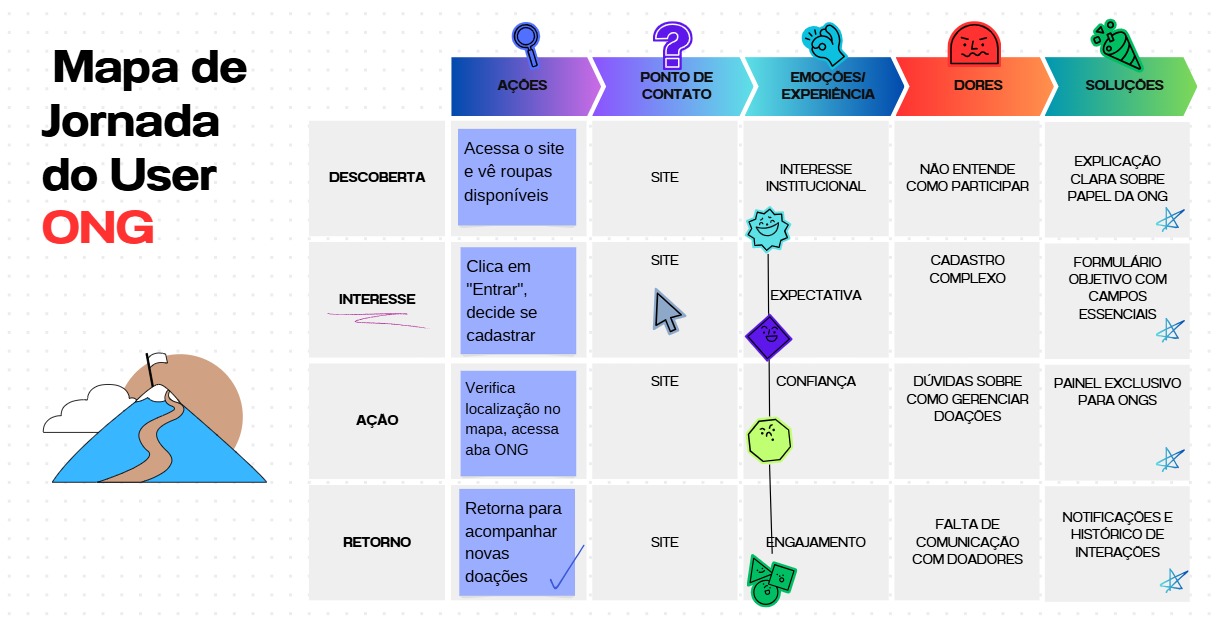 Mapa de
Jornada
do User
ONG
AÇÕES
PONTO DE
CONTATO
EMOÇÕES/
EXPERIÊNCIA
DORES
SOLUÇÕES
DESCOBERTA
Acessa o site
e vê roupas
disponíveis
SITE
INTERESSE
INSTITUCIONAL
NÃO ENTENDE
COMO PARTICIPAR
EXPLICAÇÃO
CLARA SOBRE
PAPEL DA ONG
INTERESSE
Clica em
"Entrar",
decide se
cadastrar
SITE
EXPECTATIVA
CADASTRO
COMPLEXO
FORMULÁRIO
OBJETIVO COM
CAMPOS
ESSENCIAIS
AÇÃO
Verifica
localização no
mapa, acessa
aba ONG
SITE
CONFIANÇA
DÚVIDAS SOBRE
COMO GERENCIAR
DOAÇÕES
PAINEL EXCLUSIVO
PARA ONGS
RETORNO
Retorna para
acompanhar
novas
doações
SITE
ENGAJAMENTO
FALTA DE
COMUNICAÇÃO
COM DOADORES
NOTIFICAÇÕES E
HISTÓRICO DE
INTERAÇÕES